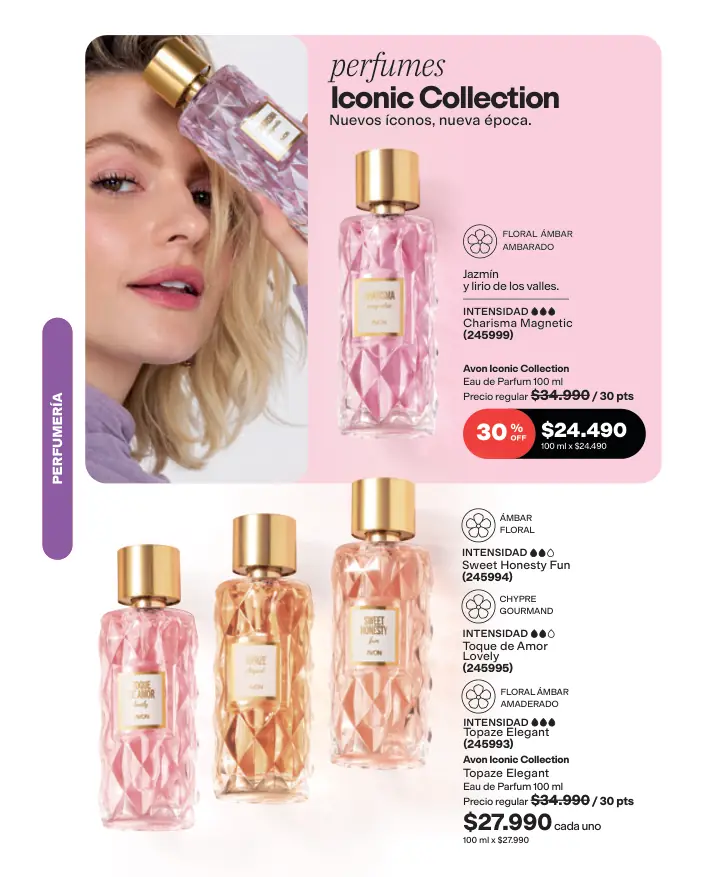 perfumes
Iconic Collection
Nuevos íconos, nueva época.
FLORAL ÁMBAR
AMBARADO
Jazmín
y lirio de los valles.
INTENSIDAD
Charisma Magnetic
(245999)
Avon Iconic Collection
Eau de Parfum 100 ml
Precio regular $34.990 / 30 pts
30 % OFF $24.490
100 ml x $24.490
PERFUMERÍA
ÁMBAR
FLORAL
INTENSIDAD
Sweet Honesty Fun
(245994)
CHYPRE
GOURMAND
INTENSIDAD
Toque de Amor
Lovely
(245995)
FLORAL ÁMBAR
AMADERADO
INTENSIDAD
Topaze Elegant
(245993)
Avon Iconic Collection
Topaze Elegant
Eau de Parfum 100 ml
Precio regular $34.990 / 30 pts
$27.990 cada uno
100 ml x $27.990
SWEET
HONESTY
fun
AVON
TOQUE
DE AMOR
lovely
AVON